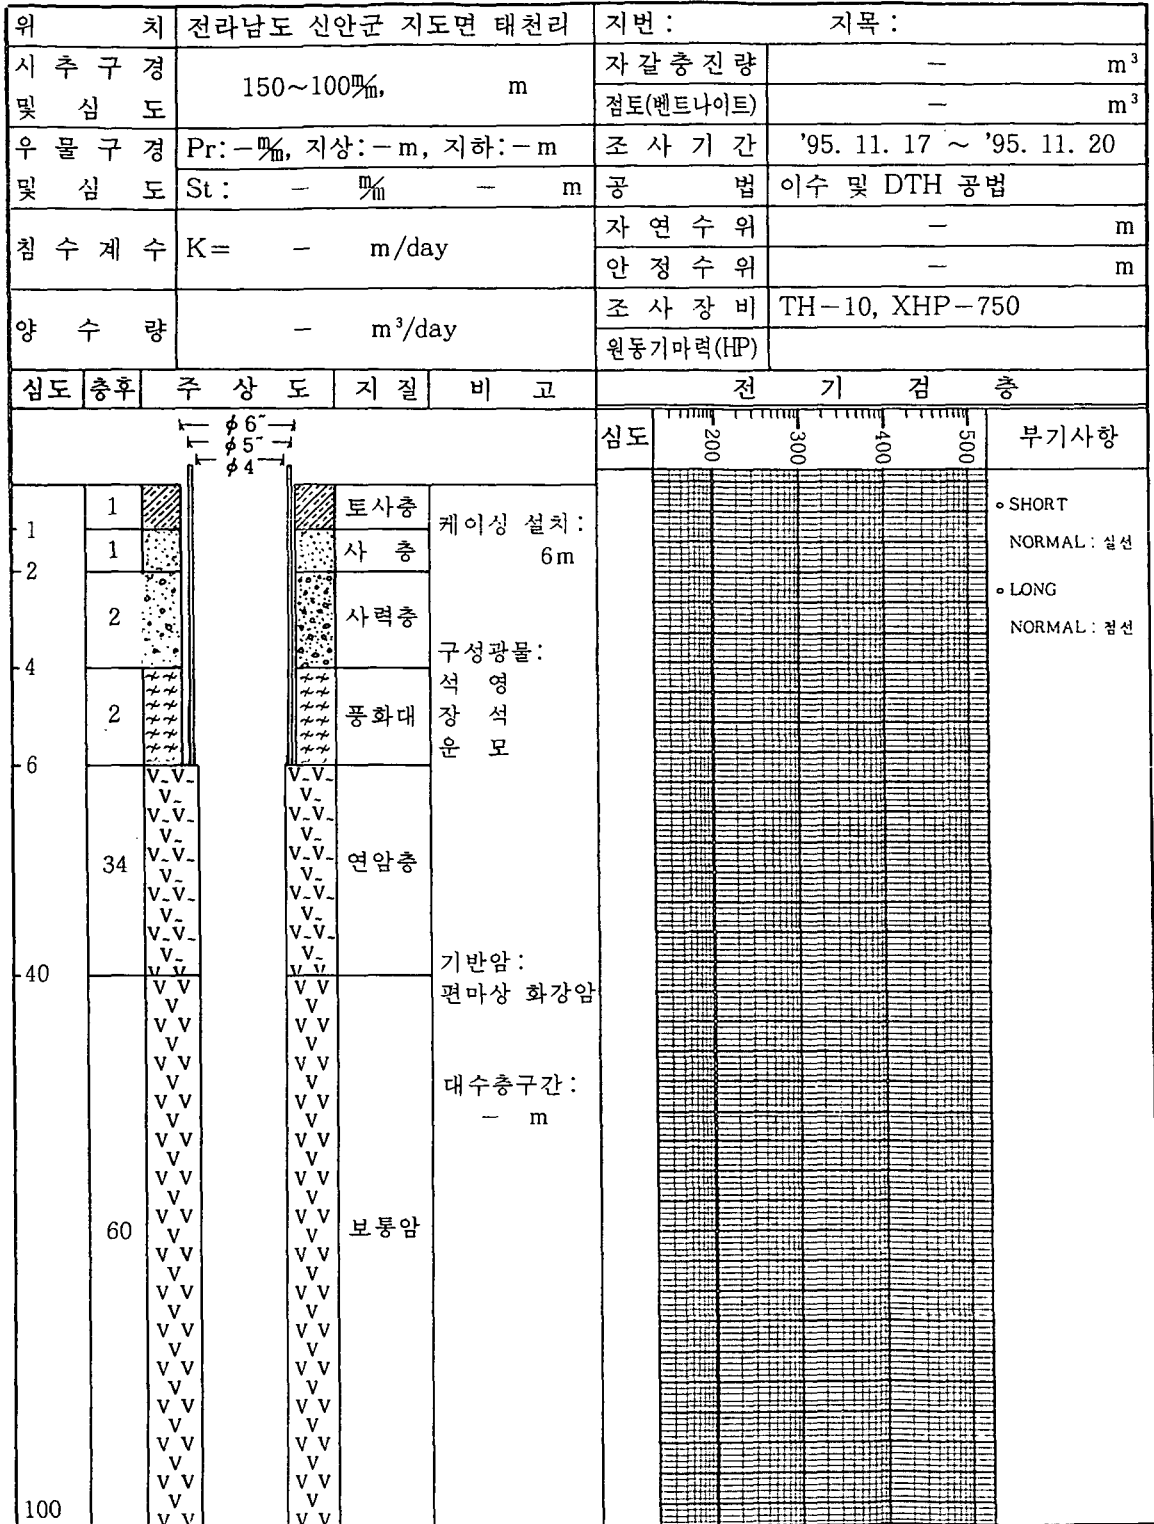 위 치 전라남도 신안군 지도면 태천리 지번: 지목:
시추구경 및 심도 150~100㎜, m
자갈충진량 — m³
점토(벤트나이트) — m³
우물구경 및 심도 Pr:—㎜, 지상:—m, 지하:—m
St: — ㎜ — m
조사기간 '95. 11. 17 ~ '95. 11. 20
공 법 이수 및 DTH 공법
침수계수 K= — m/day
자연수위 — m
안정수위 — m
양수량 — m³/day
조사장비 TH-10, XHP-750
원동기마력(HP)
심도 층후 주상도 지질 비고 전기검층
φ6″
φ5″
φ4
심도 200 300 400 500 부기사항
1 토사층
1
케이싱 설치:
6m
1 사 층
2
2 사력층
4
구성광물:
석 영
장 석
운 모
2 풍화대
6
34 연암층
40
기반암:
편마상 화강암
대수층구간:
— m
60 보통암
100
∘SHORT
NORMAL: 실선
∘LONG
NORMAL: 점선